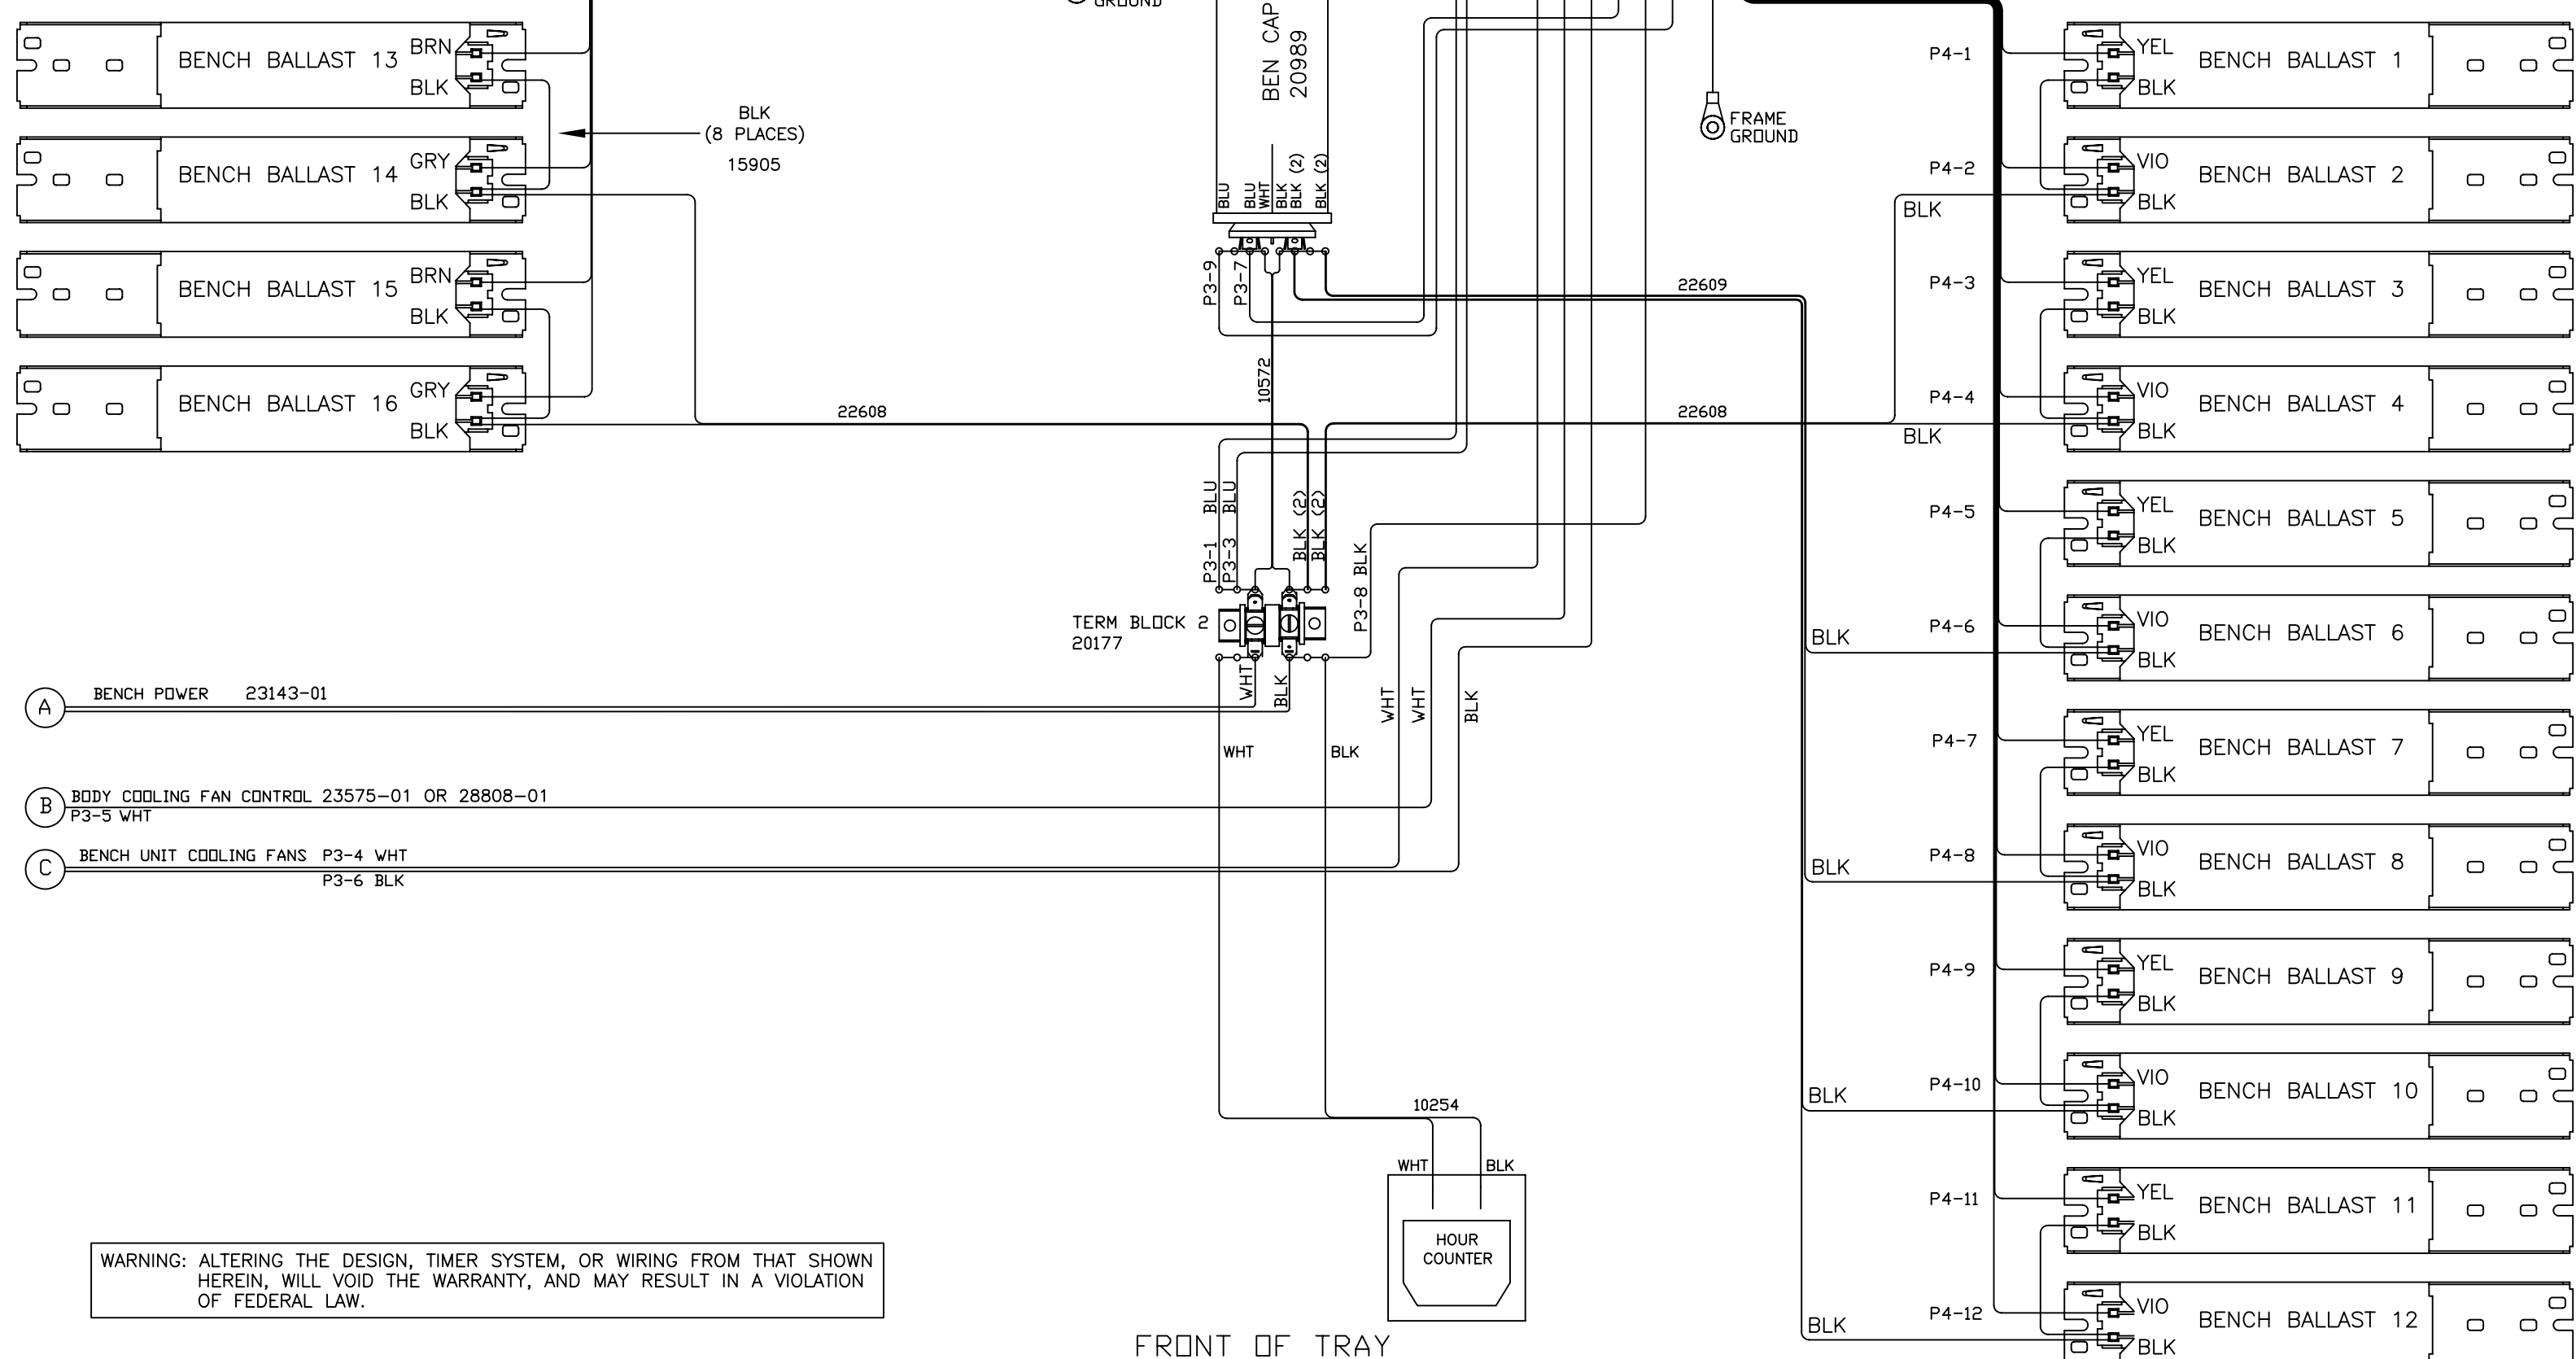 GROUND
BENCH BALLAST 13
BRN
BLK
BENCH BALLAST 14
GRY
BLK
BENCH BALLAST 15
BRN
BLK
BENCH BALLAST 16
GRY
BLK
BLK
(8 PLACES)
15905
22608
BEN CAP
20989
BLU
BLU
WHT
BLK
BLK (2)
BLK (2)
P3-9
P3-7
10572
FRAME
GROUND
22609
22608
P3-1 BLU
P3-3 BLU
BLK (2)
BLK (2)
P3-8 BLK
TERM BLOCK 2
20177
WHT
BLK
WHT
BLK
WHT
WHT
BLK
A
BENCH POWER 23143-01
B
BODY COOLING FAN CONTROL 23575-01 OR 28808-01
P3-5 WHT
C
BENCH UNIT COOLING FANS P3-4 WHT
P3-6 BLK
10254
WHT
BLK
HOUR
COUNTER
WARNING: ALTERING THE DESIGN, TIMER SYSTEM, OR WIRING FROM THAT SHOWN
HEREIN, WILL VOID THE WARRANTY, AND MAY RESULT IN A VIOLATION
OF FEDERAL LAW.
FRONT OF TRAY
P4-1
YEL
BENCH BALLAST 1
BLK
P4-2
VIO
BENCH BALLAST 2
BLK
BLK
P4-3
YEL
BENCH BALLAST 3
BLK
P4-4
VIO
BENCH BALLAST 4
BLK
BLK
P4-5
YEL
BENCH BALLAST 5
BLK
P4-6
VIO
BENCH BALLAST 6
BLK
BLK
P4-7
YEL
BENCH BALLAST 7
BLK
P4-8
VIO
BENCH BALLAST 8
BLK
BLK
P4-9
YEL
BENCH BALLAST 9
BLK
P4-10
VIO
BENCH BALLAST 10
BLK
BLK
P4-11
YEL
BENCH BALLAST 11
BLK
P4-12
VIO
BENCH BALLAST 12
BLK
BLK